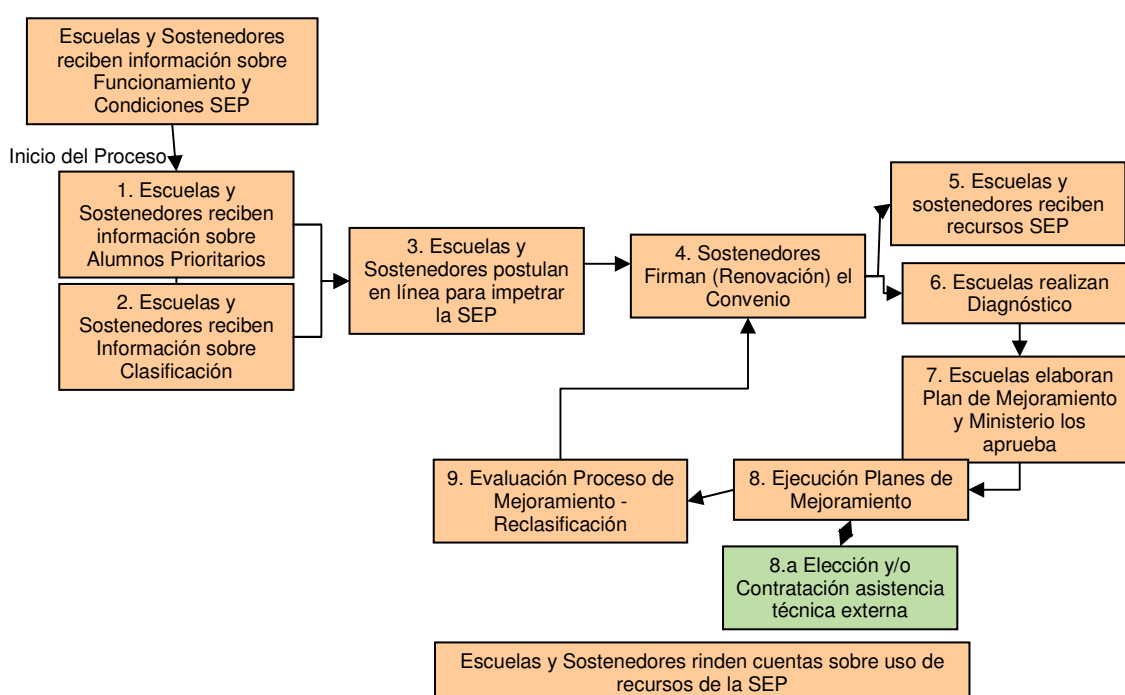 Escuelas y Sostenedores
reciben información sobre
Funcionamiento y
Condiciones SEP
Inicio del Proceso
1. Escuelas y
Sostenedores reciben
información sobre
Alumnos Prioritarios
2. Escuelas y
Sostenedores reciben
Información sobre
Clasificación
3. Escuelas y
Sostenedores postulan
en línea para impetrar
la SEP
4. Sostenedores
Firman (Renovación) el
Convenio
5. Escuelas y
sostenedores reciben
recursos SEP
6. Escuelas realizan
Diagnóstico
7. Escuelas elaboran
Plan de Mejoramiento
y Ministerio los
aprueba
8. Ejecución Planes de
Mejoramiento
8.a Elección y/o
Contratación asistencia
técnica externa
9. Evaluación Proceso de
Mejoramiento -
Reclasificación
Escuelas y Sostenedores rinden cuentas sobre uso de
recursos de la SEP